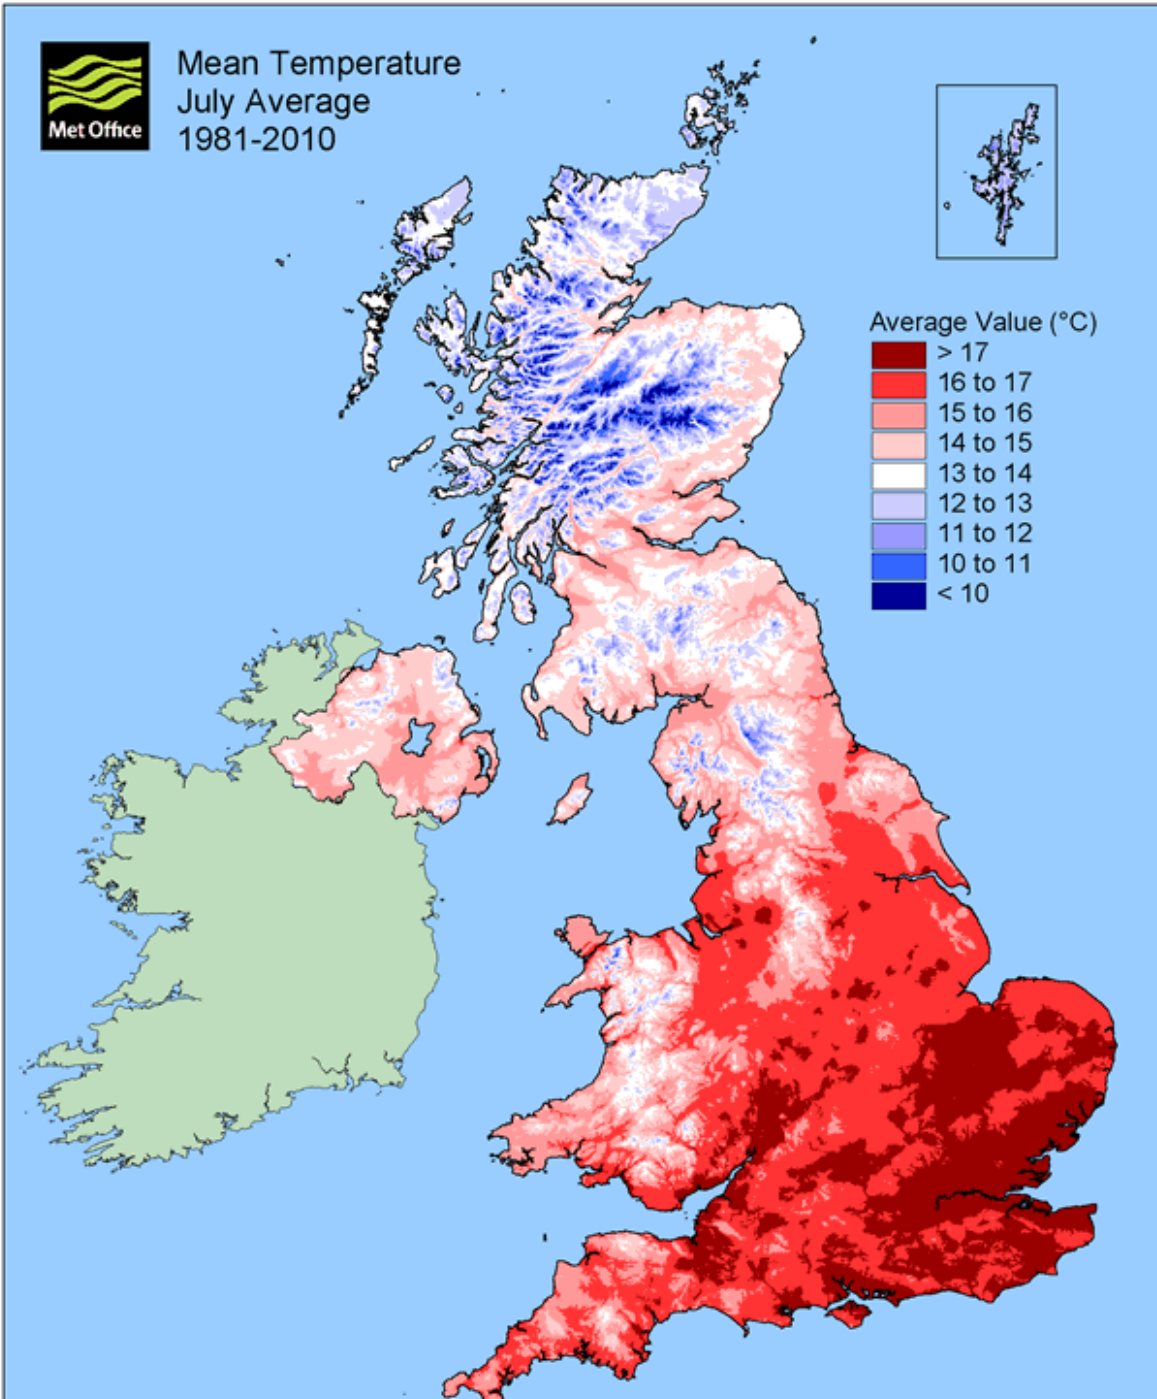 Met Office
Mean Temperature
July Average
1981-2010
Average Value (°C)
> 17
16 to 17
15 to 16
14 to 15
13 to 14
12 to 13
11 to 12
10 to 11
< 10